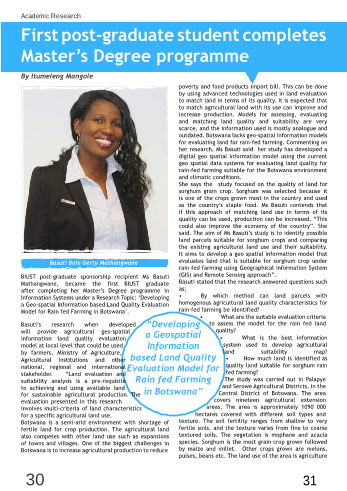 Academic Research
First post-graduate student completes
Master's Degree programme
By Itumeleng Mangole
Basuti Bolo Gerty Mathangwane
BIUST post-graduate sponsorship recipient Ms Basuti
Mathangwane, became the first BIUST graduate
after completing her Master's Degree programme in
Information Systems under a Research Topic: 'Developing
a Geo-spatial Information based Land Quality Evaluation
Model for Rain fed Farming in Botswana'.
Basuti's research when developed
will provide agricultural geo-spatial
information land quality evaluation
model at local level that could be used
by farmers, Ministry of Agriculture,
Agricultural Institutions and other
national, regional and international
stakeholder. "Land evaluation and
suitability analysis is a pre-requisite
to achieving and using available land
for sustainable agricultural production. The
evaluation presented in this research
involves multi-criteria of land characteristics
for a specific agricultural land use.
Botswana is a semi-arid environment with shortage of
fertile land for crop production. The agricultural land
also competes with other land use such as expansions
of towns and villages. One of the biggest challenges in
Botswana is to increase agricultural production to reduce
"Developing
a Geospatial
Information
based Land Quality
Evaluation Model for
Rain fed Farming
in Botswana"
poverty and food products import bill. This can be done
by using advanced technologies used in land evaluation
to match land in terms of its quality. It is expected that
to match agricultural land with its use can improve and
increase production. Models for assessing, evaluating
and matching land quality and suitability are very
scarce, and the information used is mostly analogue and
outdated. Botswana lacks geo-spatial information models
for evaluating land for rain-fed farming. Commenting on
her research, Ms Basuti said her study has developed a
digital geo spatial information model using the current
geo spatial data systems for evaluating land quality for
rain-fed farming suitable for the Botswana environment
and climatic conditions.
She says the study focused on the quality of land for
sorghum grain crop. Sorghum was selected because it
is one of the crops grown most in the country and used
as the country's staple food. Ms Basuti contends that
if this approach of matching land use in terms of its
quality can be used, production can be increased. "This
could also improve the economy of the country". She
said. The aim of Ms Basuti's study is to identify possible
land parcels suitable for sorghum crops and comparing
the existing agricultural land use and their suitability.
It aims to develop a geo spatial information model that
evaluates land that is suitable for sorghum crop under
rain fed farming using Geographical Information System
(GIS) and Remote Sensing approach".
Basuti stated that the research answered questions such
as;
• By which method can land parcels with
homogenous agricultural land quality characteristics for
rain-fed farming be identified?
• What are the suitable evaluation criteria
to assess the model for the rain fed land
quality?
• What is the best information
system used to develop agricultural
land suitability map?
• How much land is identified as
quality land suitable for sorghum rain
fed farming?
The study was carried out in Palapye
and Serowe Agricultural Districts, in the
Central District of Botswana. The area
covers nineteen agricultural extension
areas. The area is approximately 1090 000
hectares covered with different soil types and
texture. The soil fertility ranges from shallow to very
fertile soils, and the texture varies from fine to coarse
textured soils. The vegetation is mophane and acacia
species. Sorghum is the most grain crop grown followed
by maize and millet. Other crops grown are melons,
pulses, beans etc. The land use of the area is agriculture
30
31